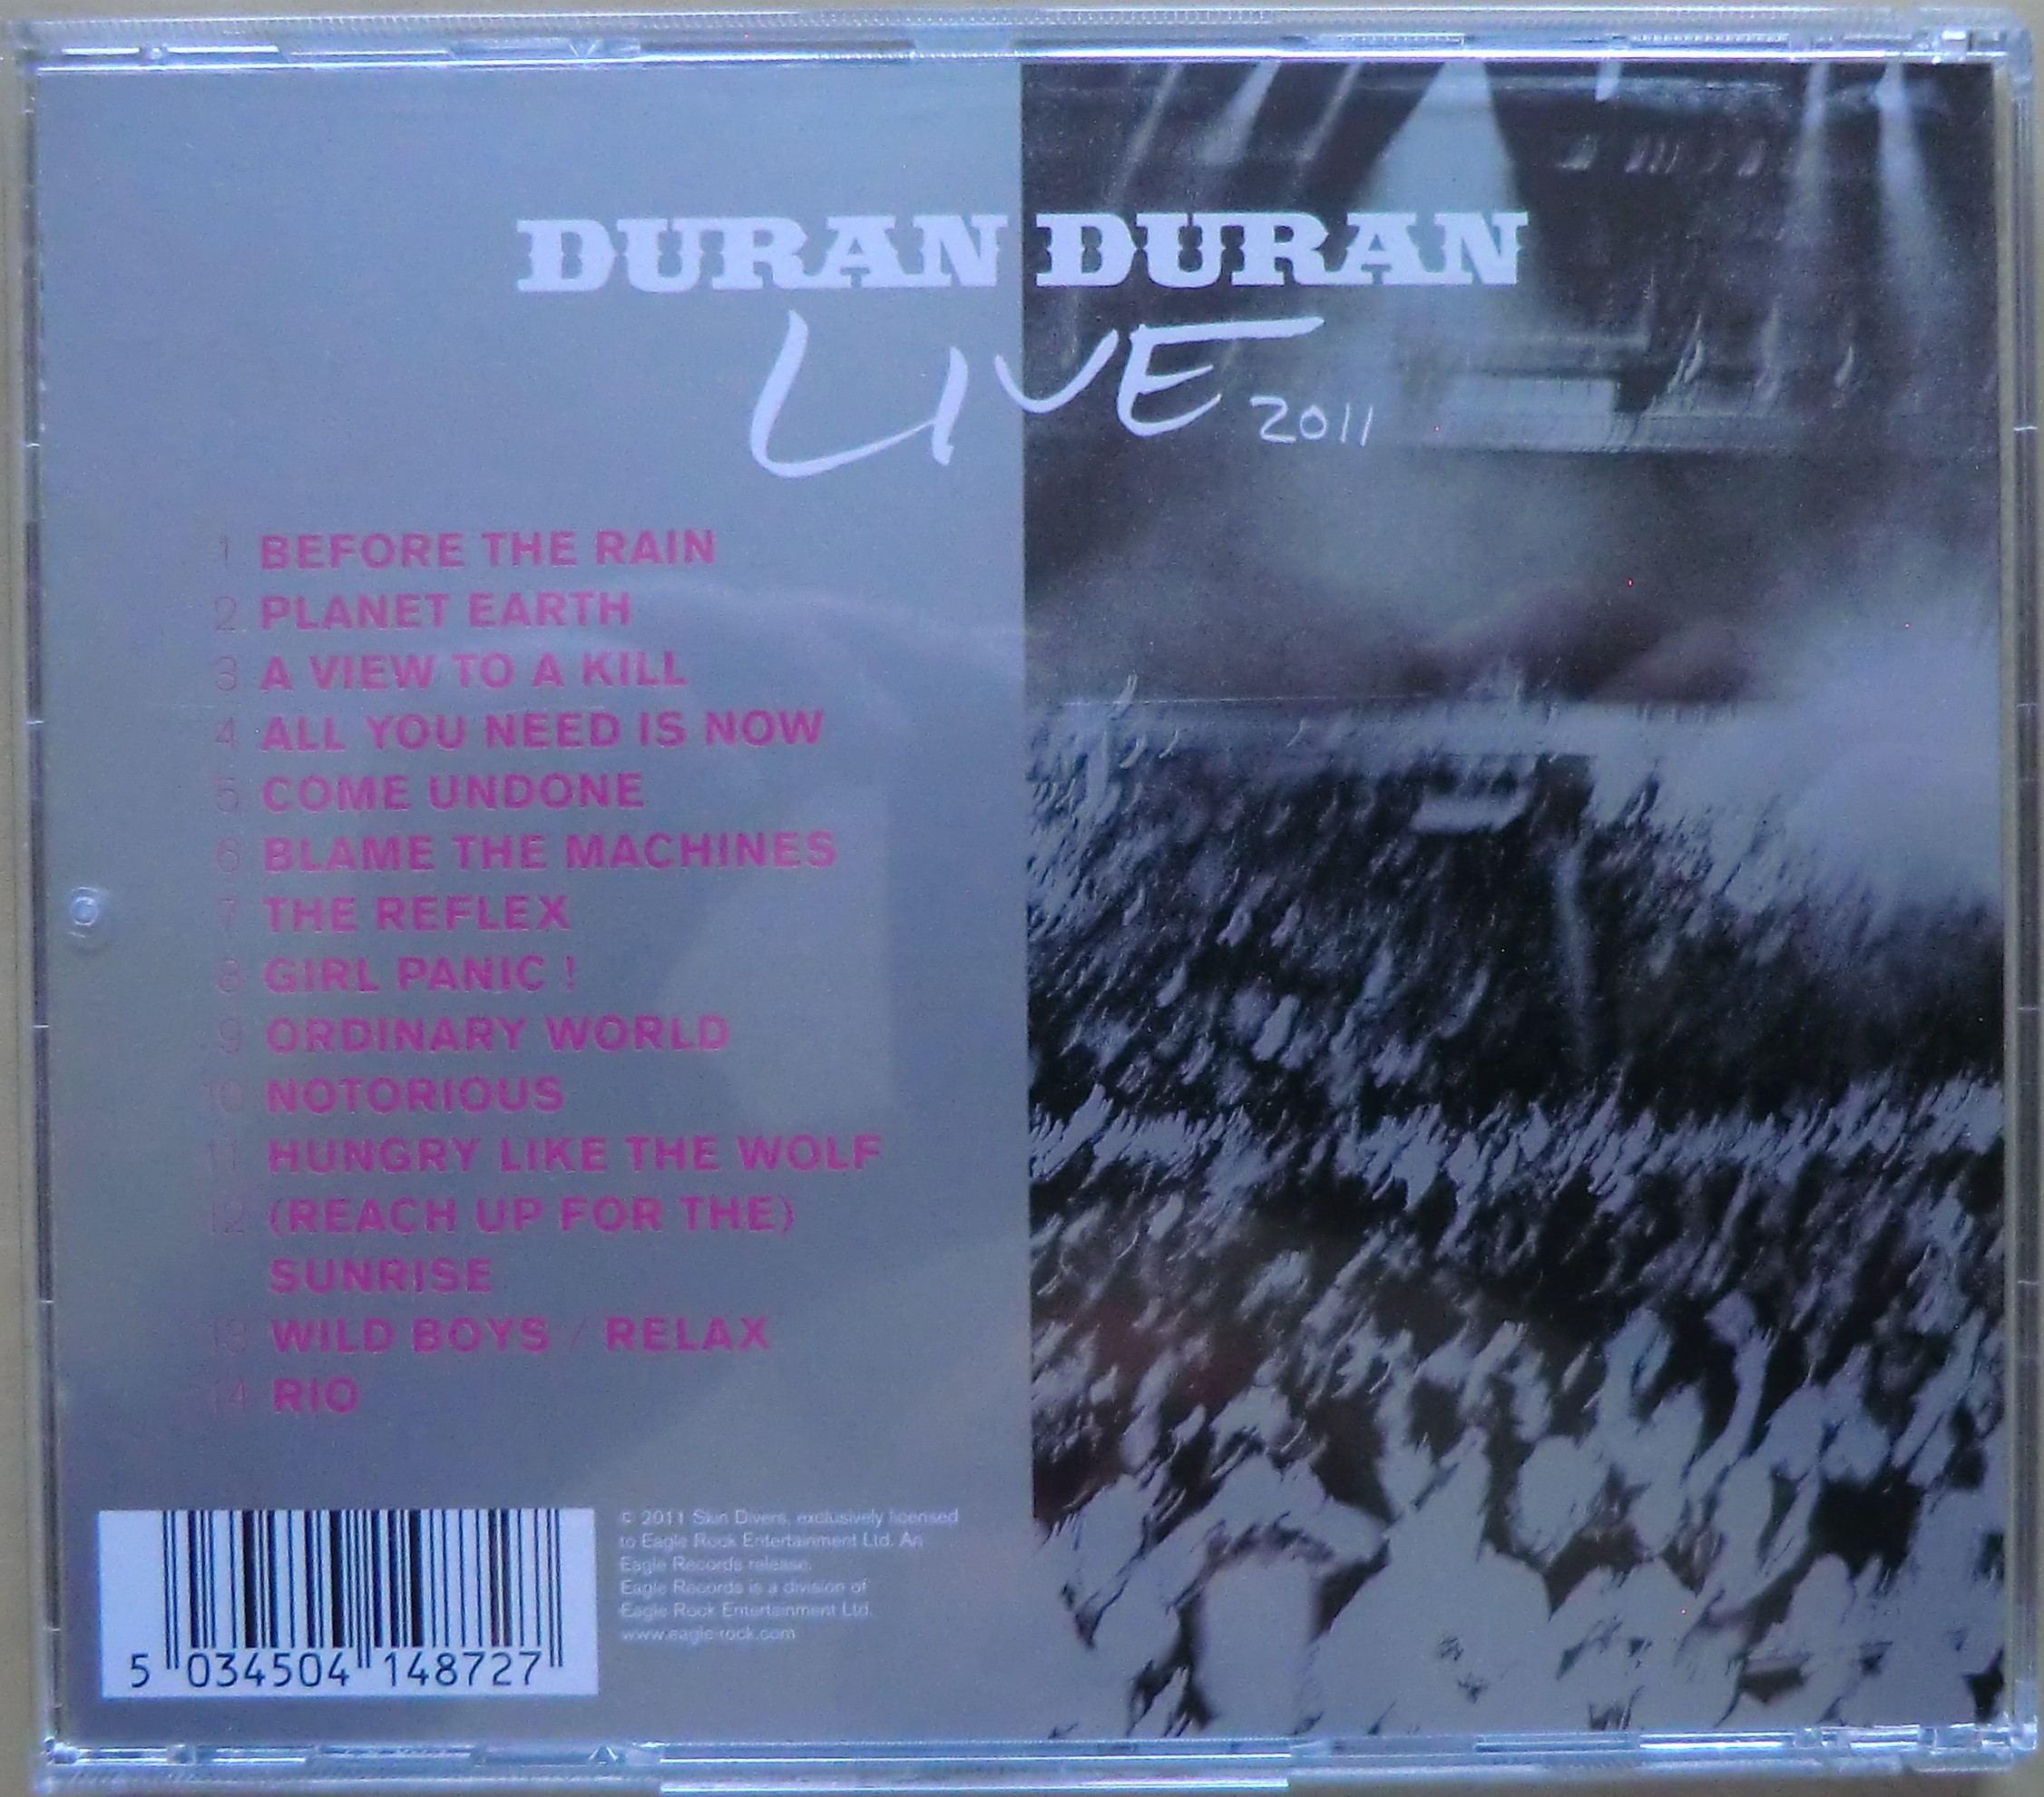 DURAN DURAN
LIVE 2011
1 BEFORE THE RAIN
2 PLANET EARTH
3 A VIEW TO A KILL
4 ALL YOU NEED IS NOW
5 COME UNDONE
6 BLAME THE MACHINES
7 THE REFLEX
8 GIRL PANIC !
9 ORDINARY WORLD
10 NOTORIOUS
11 HUNGRY LIKE THE WOLF
12 (REACH UP FOR THE)
SUNRISE
13 WILD BOYS / RELAX
14 RIO
5 034504 148727
© 2011 Skin Divers, exclusively licensed
to Eagle Rock Entertainment Ltd. An
Eagle Records release.
Eagle Records is a division of
Eagle Rock Entertainment Ltd.
www.eagle-rock.com